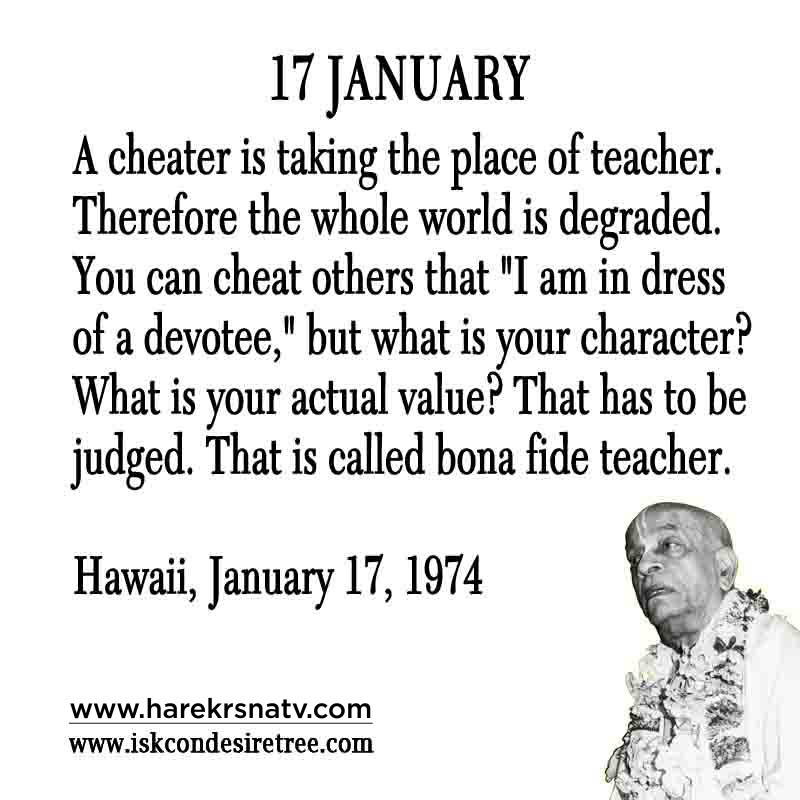 17 JANUARY
A cheater is taking the place of teacher.
Therefore the whole world is degraded.
You can cheat others that "I am in dress
of a devotee," but what is your character?
What is your actual value? That has to be
judged. That is called bona fide teacher.
Hawaii, January 17, 1974
www.harekrsnatv.com
www.iskcondesiretree.com